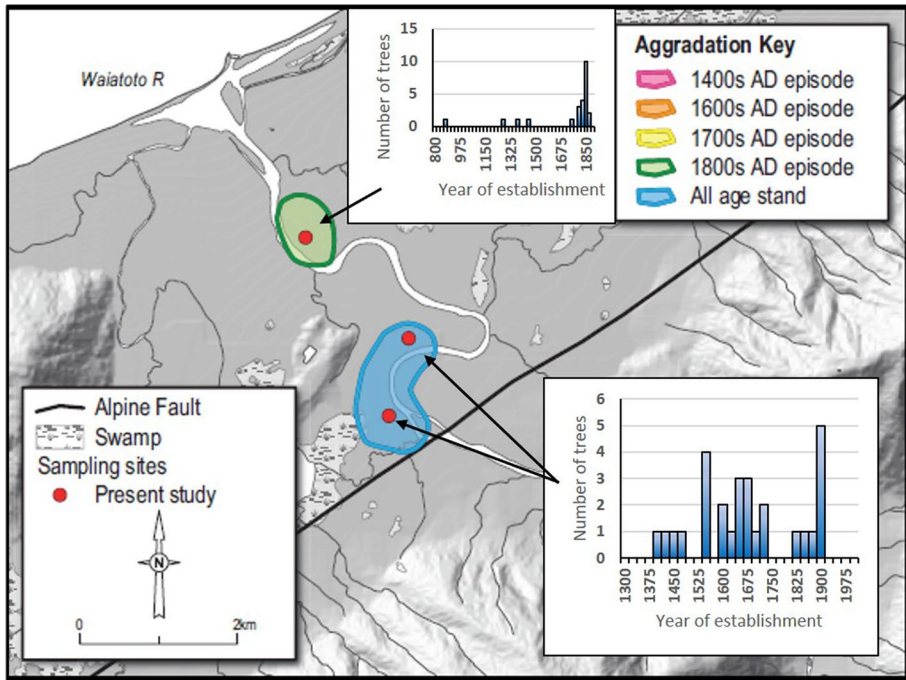 Waiatoto R
15
10
5
0
Number of trees
800
975
1150
1325
1500
1675
1850
Year of establishment
Aggradation Key
1400s AD episode
1600s AD episode
1700s AD episode
1800s AD episode
All age stand
Alpine Fault
Swamp
Sampling sites
Present study
N
0 2km
6
5
4
3
2
1
0
Number of trees
1300
1375
1450
1525
1600
1675
1750
1825
1900
1975
Year of establishment